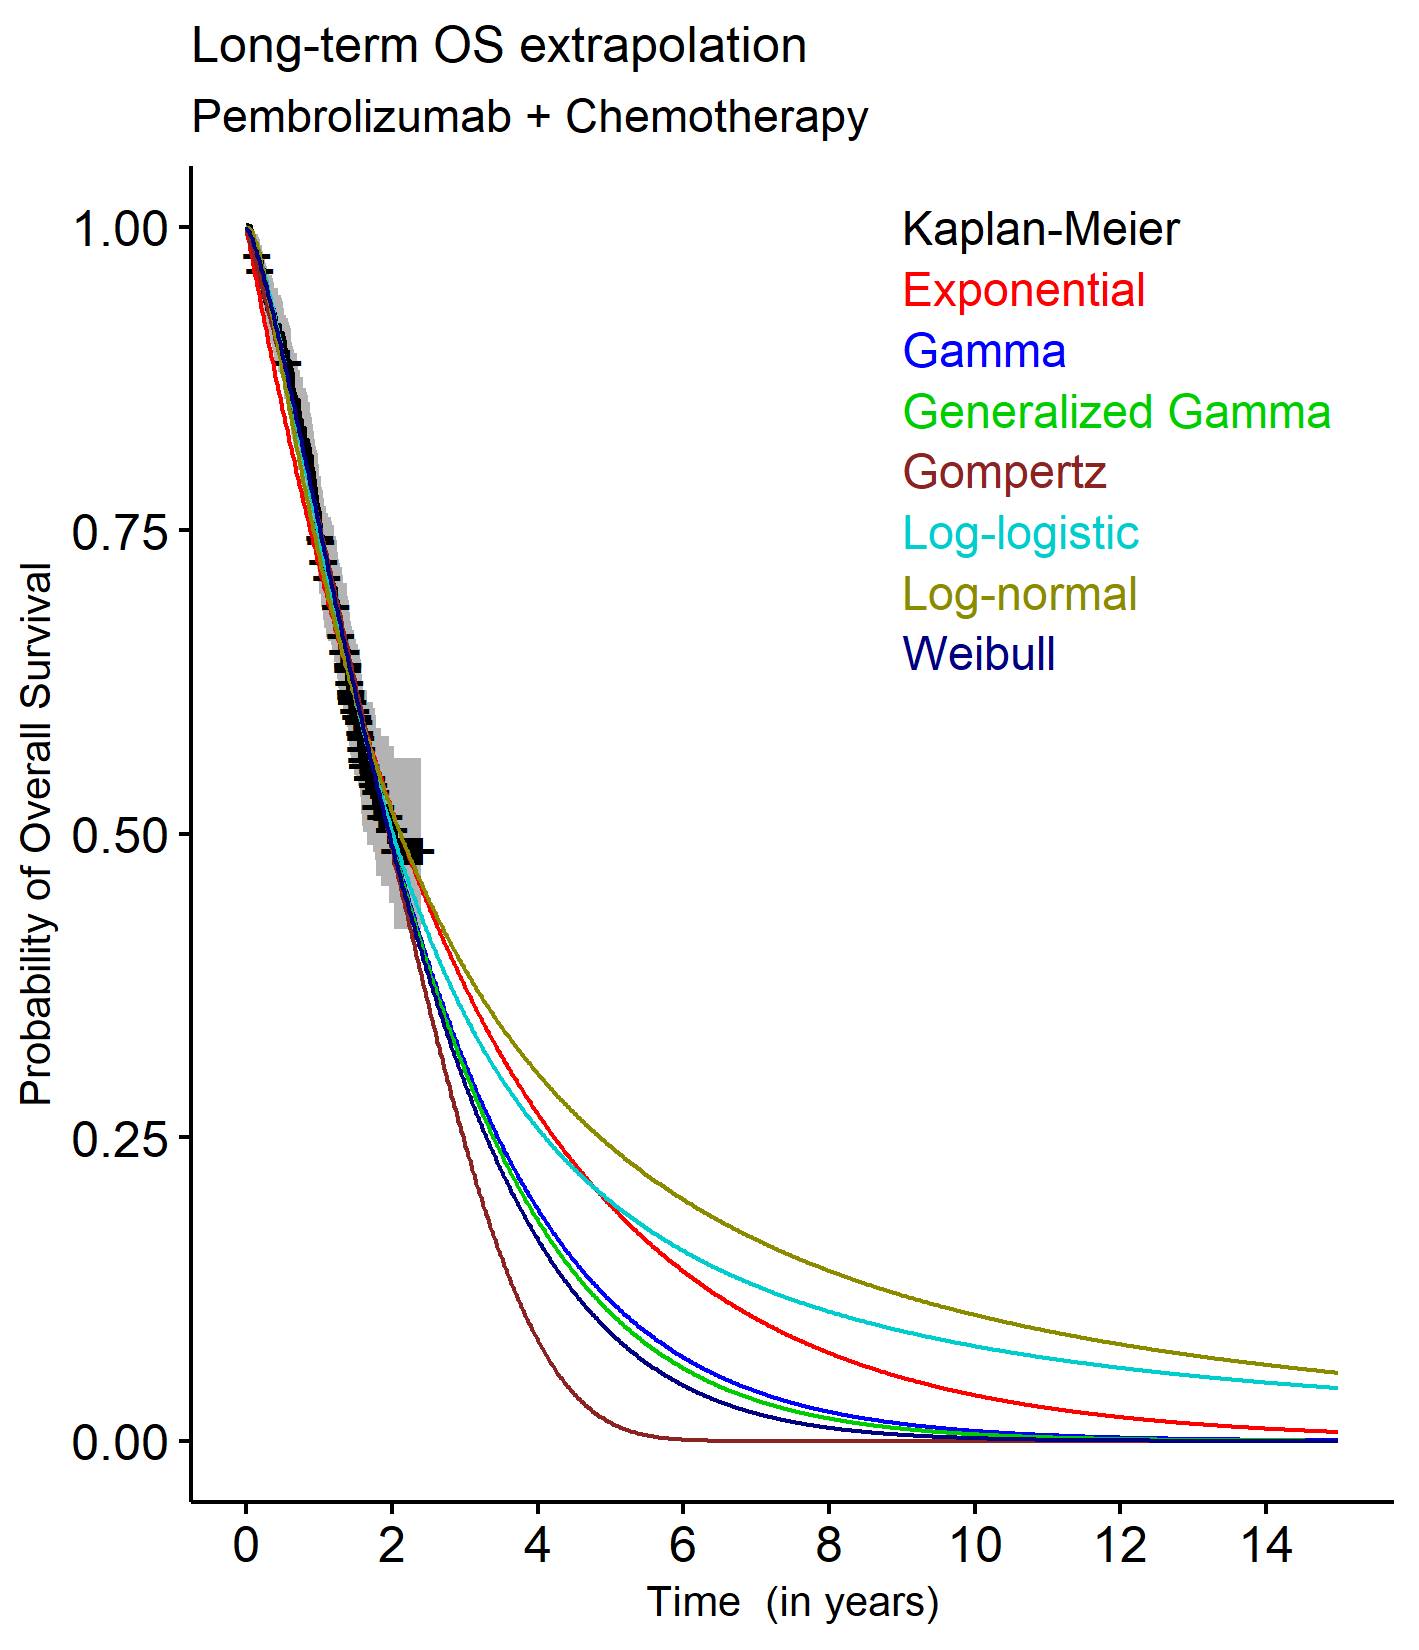 Long-term OS extrapolation
Pembrolizumab + Chemotherapy
Kaplan-Meier
Exponential
Gamma
Generalized Gamma
Gompertz
Log-logistic
Log-normal
Weibull
Probability of Overall Survival
1.00
0.75
0.50
0.25
0.00
0 2 4 6 8 10 12 14
Time (in years)